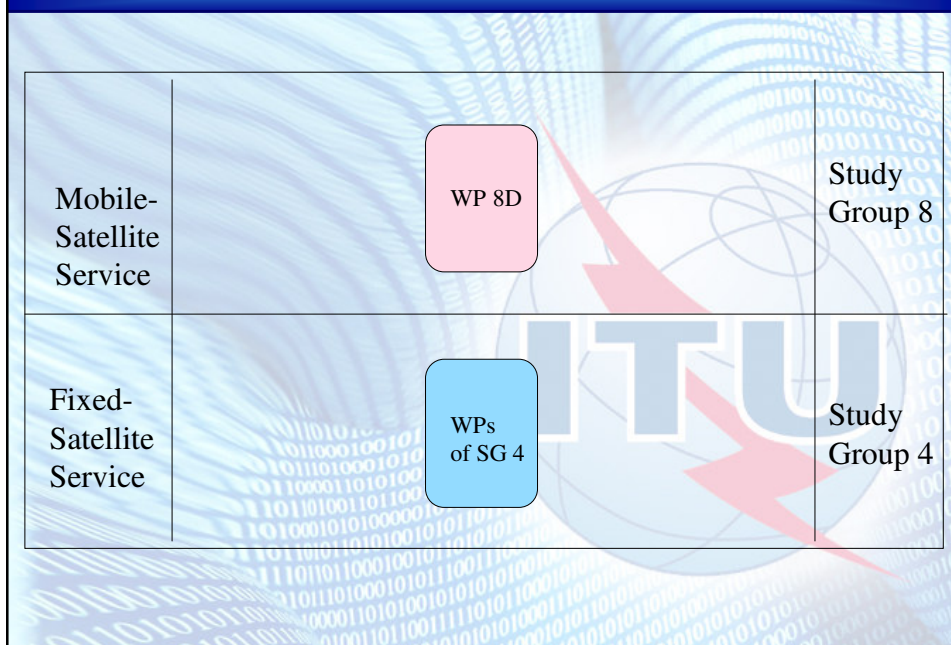 Mobile-
Satellite
Service
WP 8D
Study
Group 8
Fixed-
Satellite
Service
WPs
of SG 4
Study
Group 4
ITU